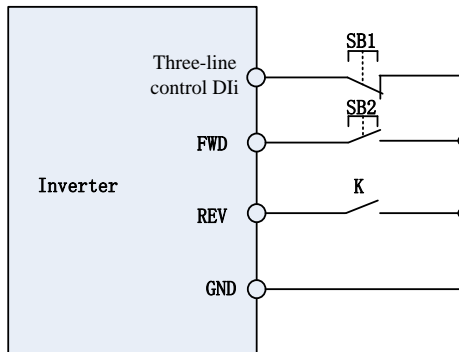 SB1
Three-line
control DIi
SB2
FWD
Inverter
K
REV
GND